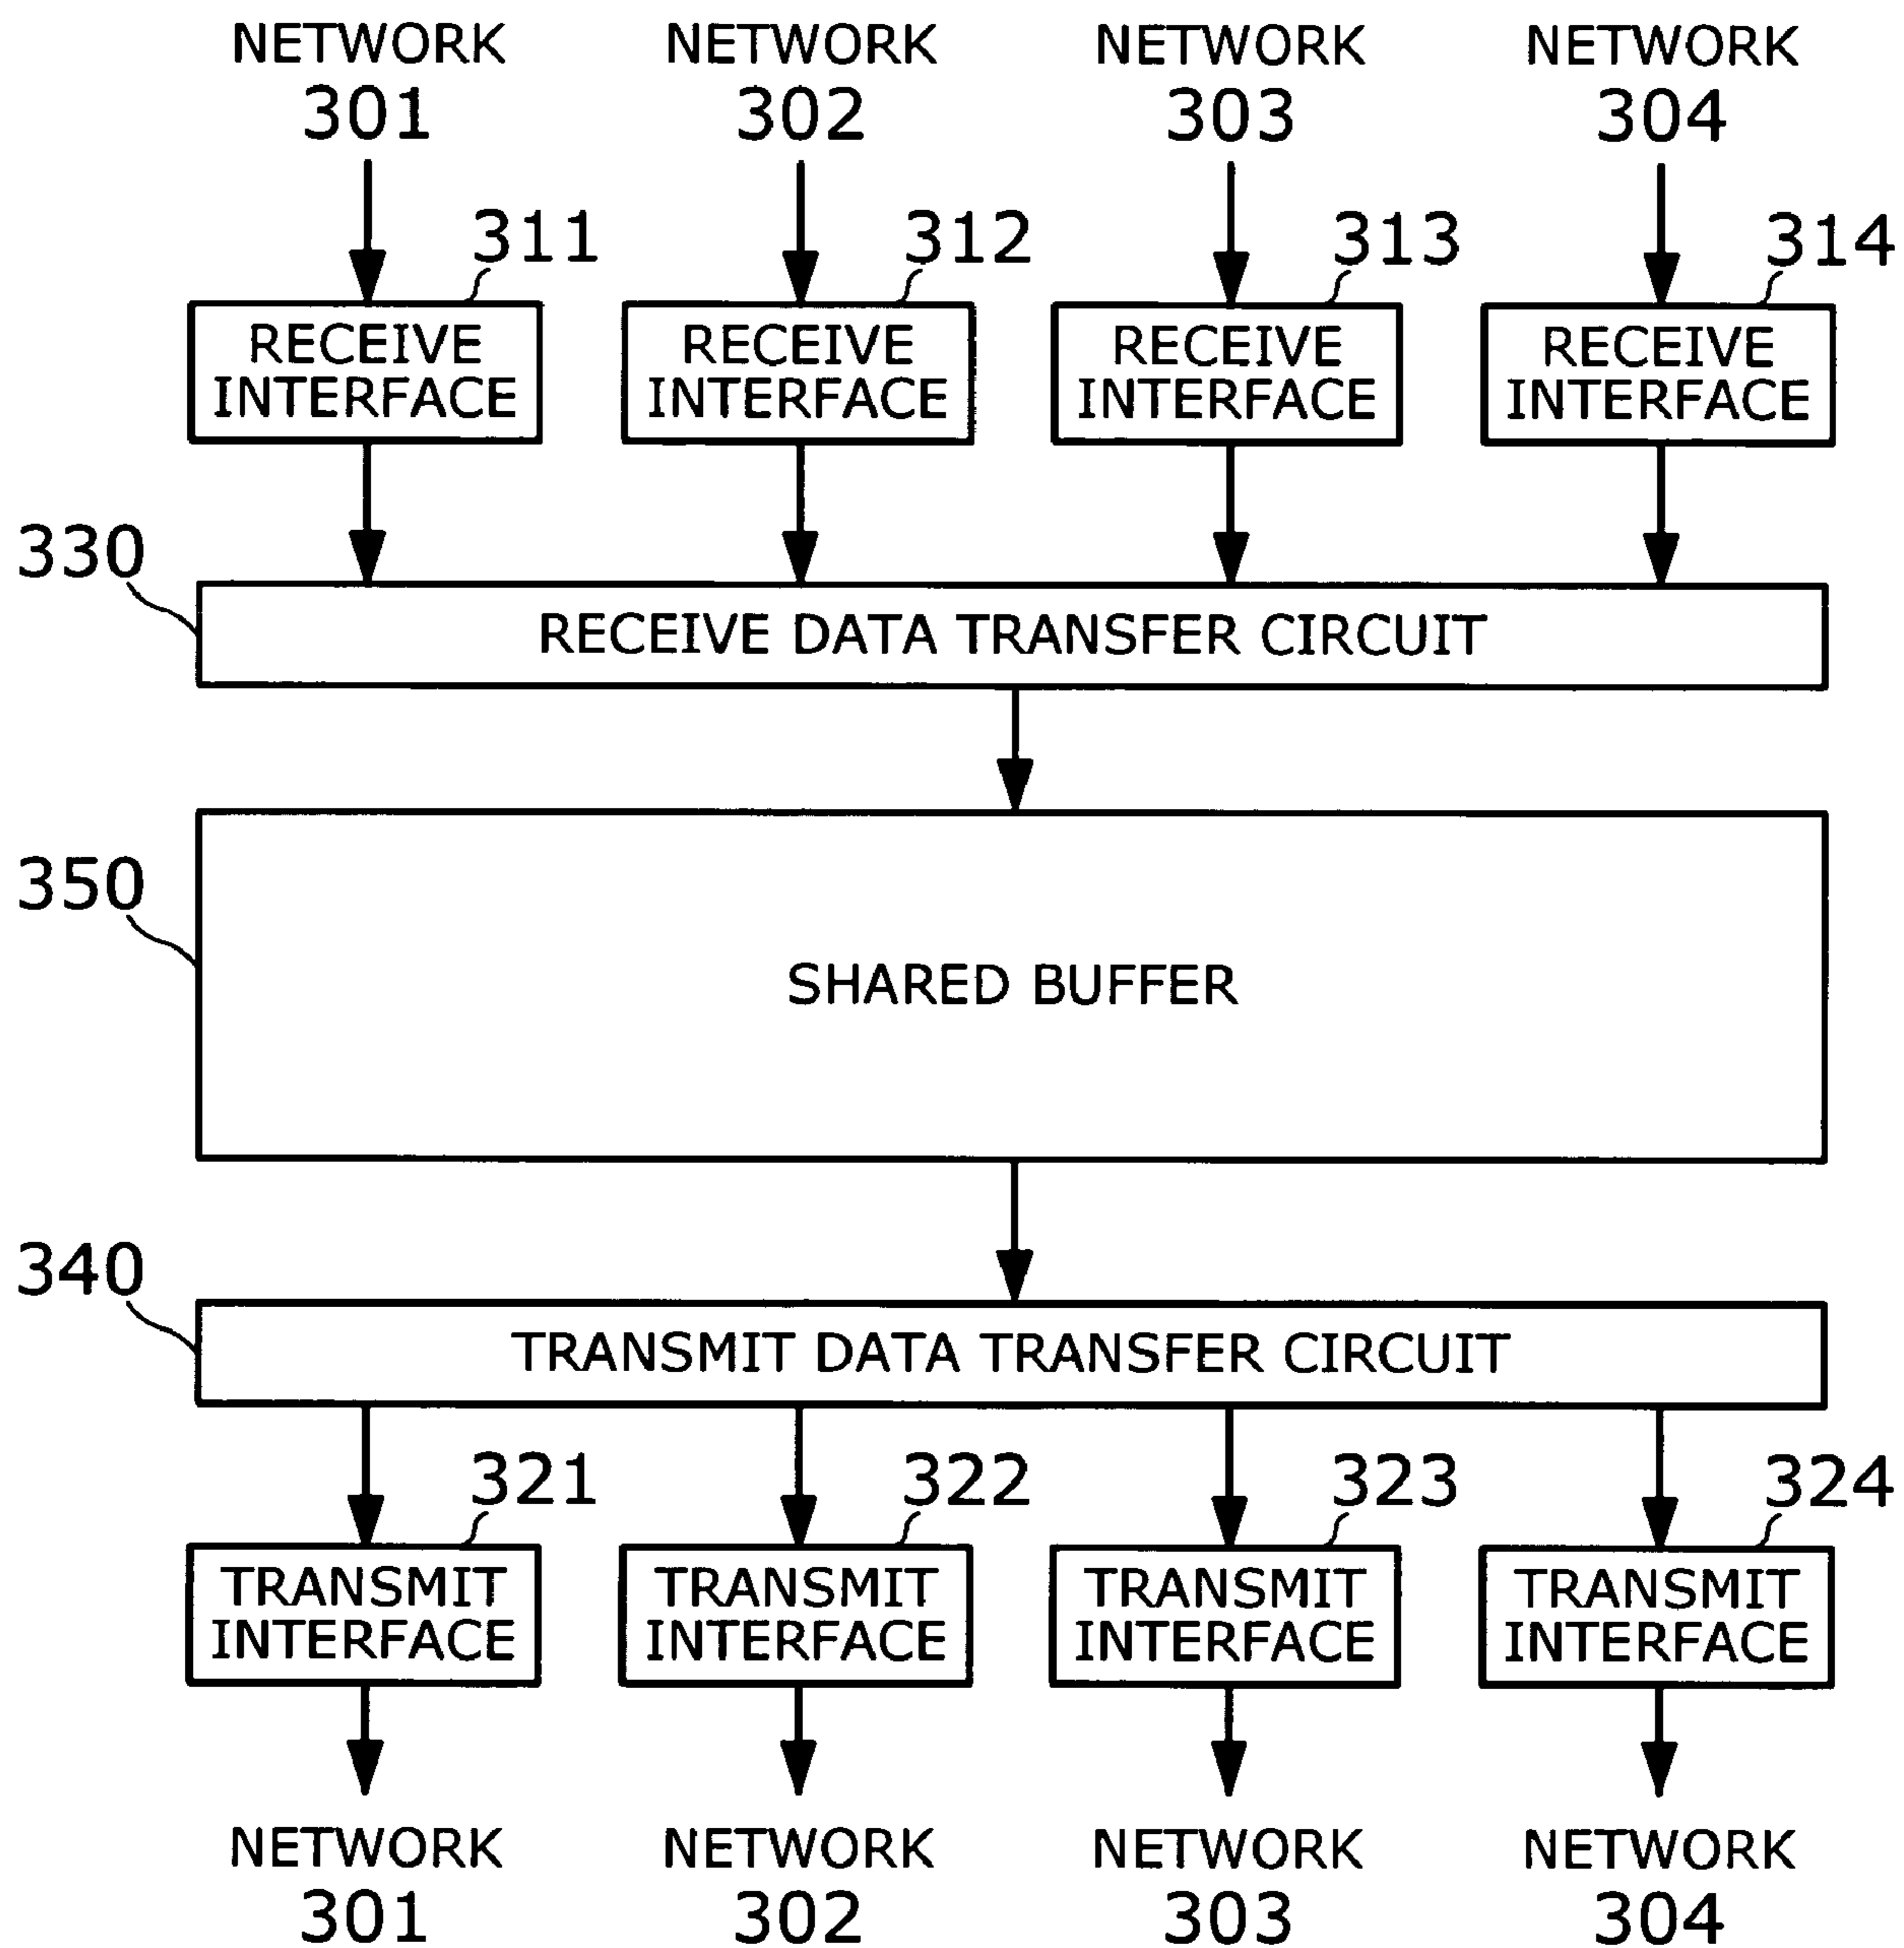 NETWORK NETWORK NETWORK NETWORK
301 302 303 304
311 312 313 314
RECEIVE RECEIVE RECEIVE RECEIVE
INTERFACE INTERFACE INTERFACE INTERFACE
330
RECEIVE DATA TRANSFER CIRCUIT
350
SHARED BUFFER
340
TRANSMIT DATA TRANSFER CIRCUIT
321 322 323 324
TRANSMIT TRANSMIT TRANSMIT TRANSMIT
INTERFACE INTERFACE INTERFACE INTERFACE
NETWORK NETWORK NETWORK NETWORK
301 302 303 304